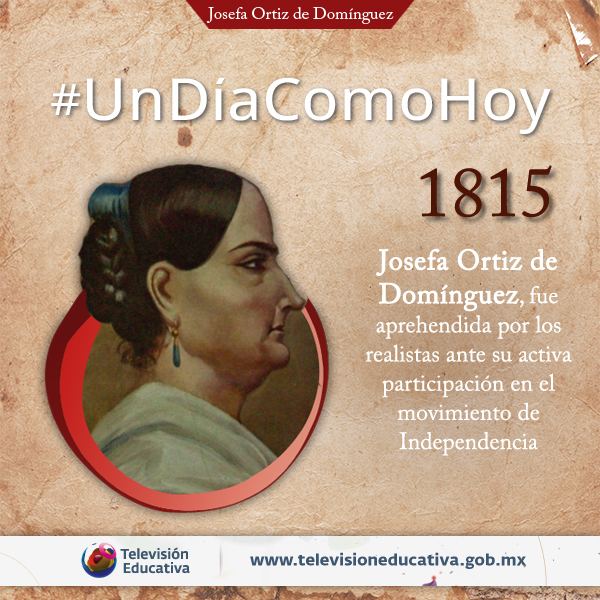 Josefa Ortiz de Domínguez
#UnDíaComoHoy
1815
Josefa Ortiz de
Domínguez, fue
aprehendida por los
realistas ante su activa
participación en el
movimiento de
Independencia
Televisión
Educativa
www.televisioneducativa.gob.mx